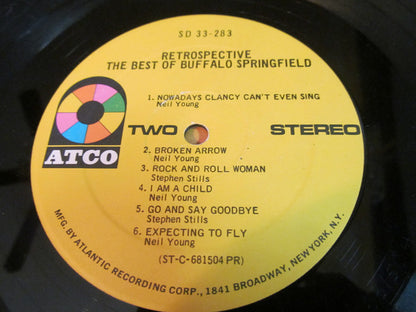 SD 33-283
RETROSPECTIVE
THE BEST OF BUFFALO SPRINGFIELD
1. NOWADAYS CLANCY CAN'T EVEN SING
Neil Young
ATCO
TWO
STEREO
2. BROKEN ARROW
Neil Young
3. ROCK AND ROLL WOMAN
Stephen Stills
4. I AM A CHILD
Neil Young
5. GO AND SAY GOODBYE
Stephen Stills
6. EXPECTING TO FLY
Neil Young
(ST-C-681504 PR)
MFG. BY ATLANTIC RECORDING CORP., 1841 BROADWAY, NEW YORK, N.Y.